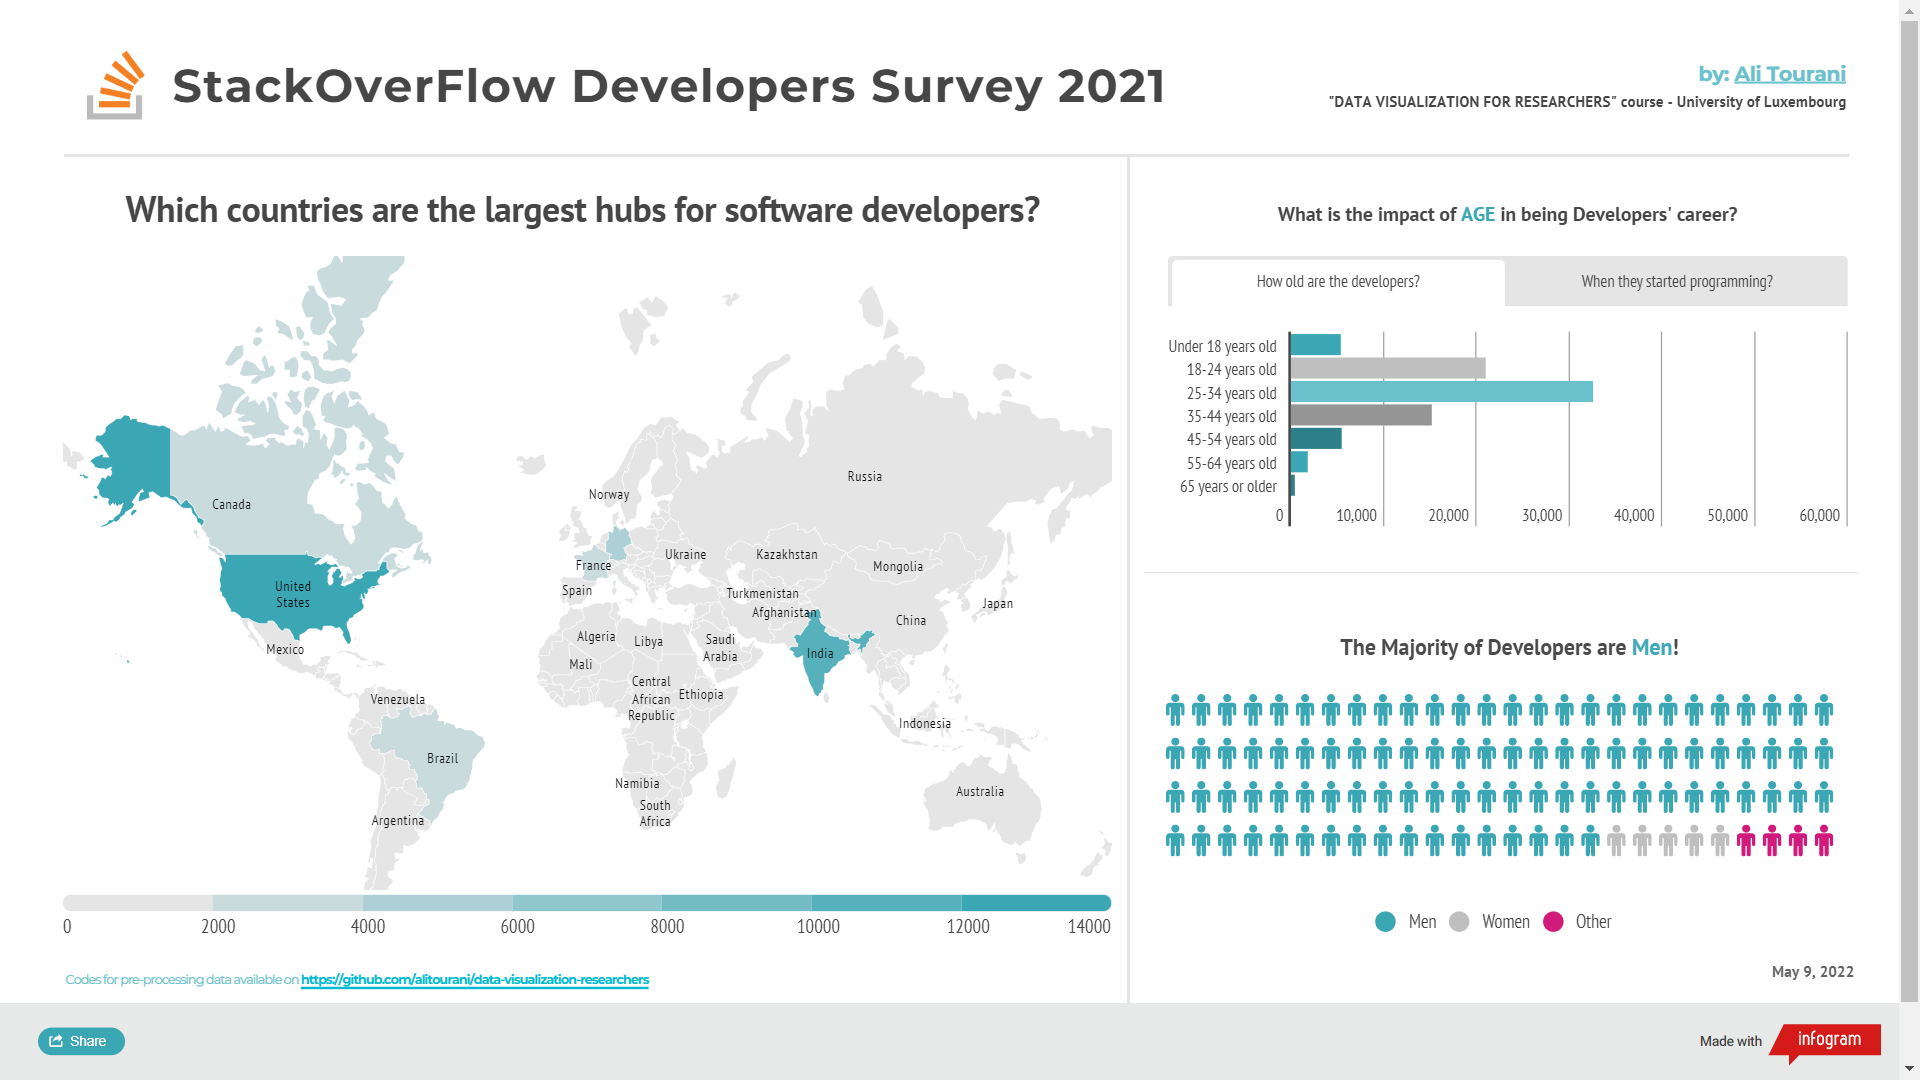 StackOverFlow Developers Survey 2021
by: Ali Tourani
"DATA VISUALIZATION FOR RESEARCHERS" course - University of Luxembourg
Which countries are the largest hubs for software developers?
Canada
United
States
Mexico
Venezuela
Brazil
Argentina
Norway
Russia
Ukraine
France
Spain
Kazakhstan
Mongolia
Turkmenistan
Afghanistan
China
Japan
Algeria
Libya
Saudi
Arabia
India
Mali
Central
African
Republic
Ethiopia
Indonesia
Namibia
South
Africa
Australia
0 2000 4000 6000 8000 10000 12000 14000
Codes for pre-processing data available on https://github.com/alitourani/data-visualization-researchers
What is the impact of AGE in being Developers' career?
How old are the developers? When they started programming?
Under 18 years old
18-24 years old
25-34 years old
35-44 years old
45-54 years old
55-64 years old
65 years or older
0 10,000 20,000 30,000 40,000 50,000 60,000
The Majority of Developers are Men!
Men Women Other
May 9, 2022
Share
Made with infogram